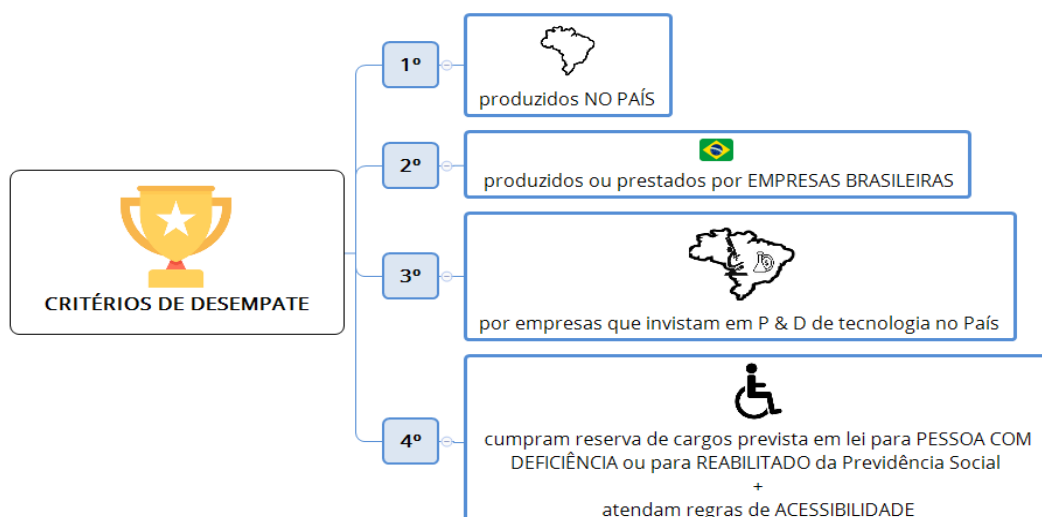 CRITÉRIOS DE DESEMPATE
1º
produzidos NO PAÍS
2º
produzidos ou prestados por EMPRESAS BRASILEIRAS
3º
por empresas que invistam em P & D de tecnologia no País
4º
cumpram reserva de cargos prevista em lei para PESSOA COM
DEFICIÊNCIA ou para REABILITADO da Previdência Social
+
atendam regras de ACESSIBILIDADE